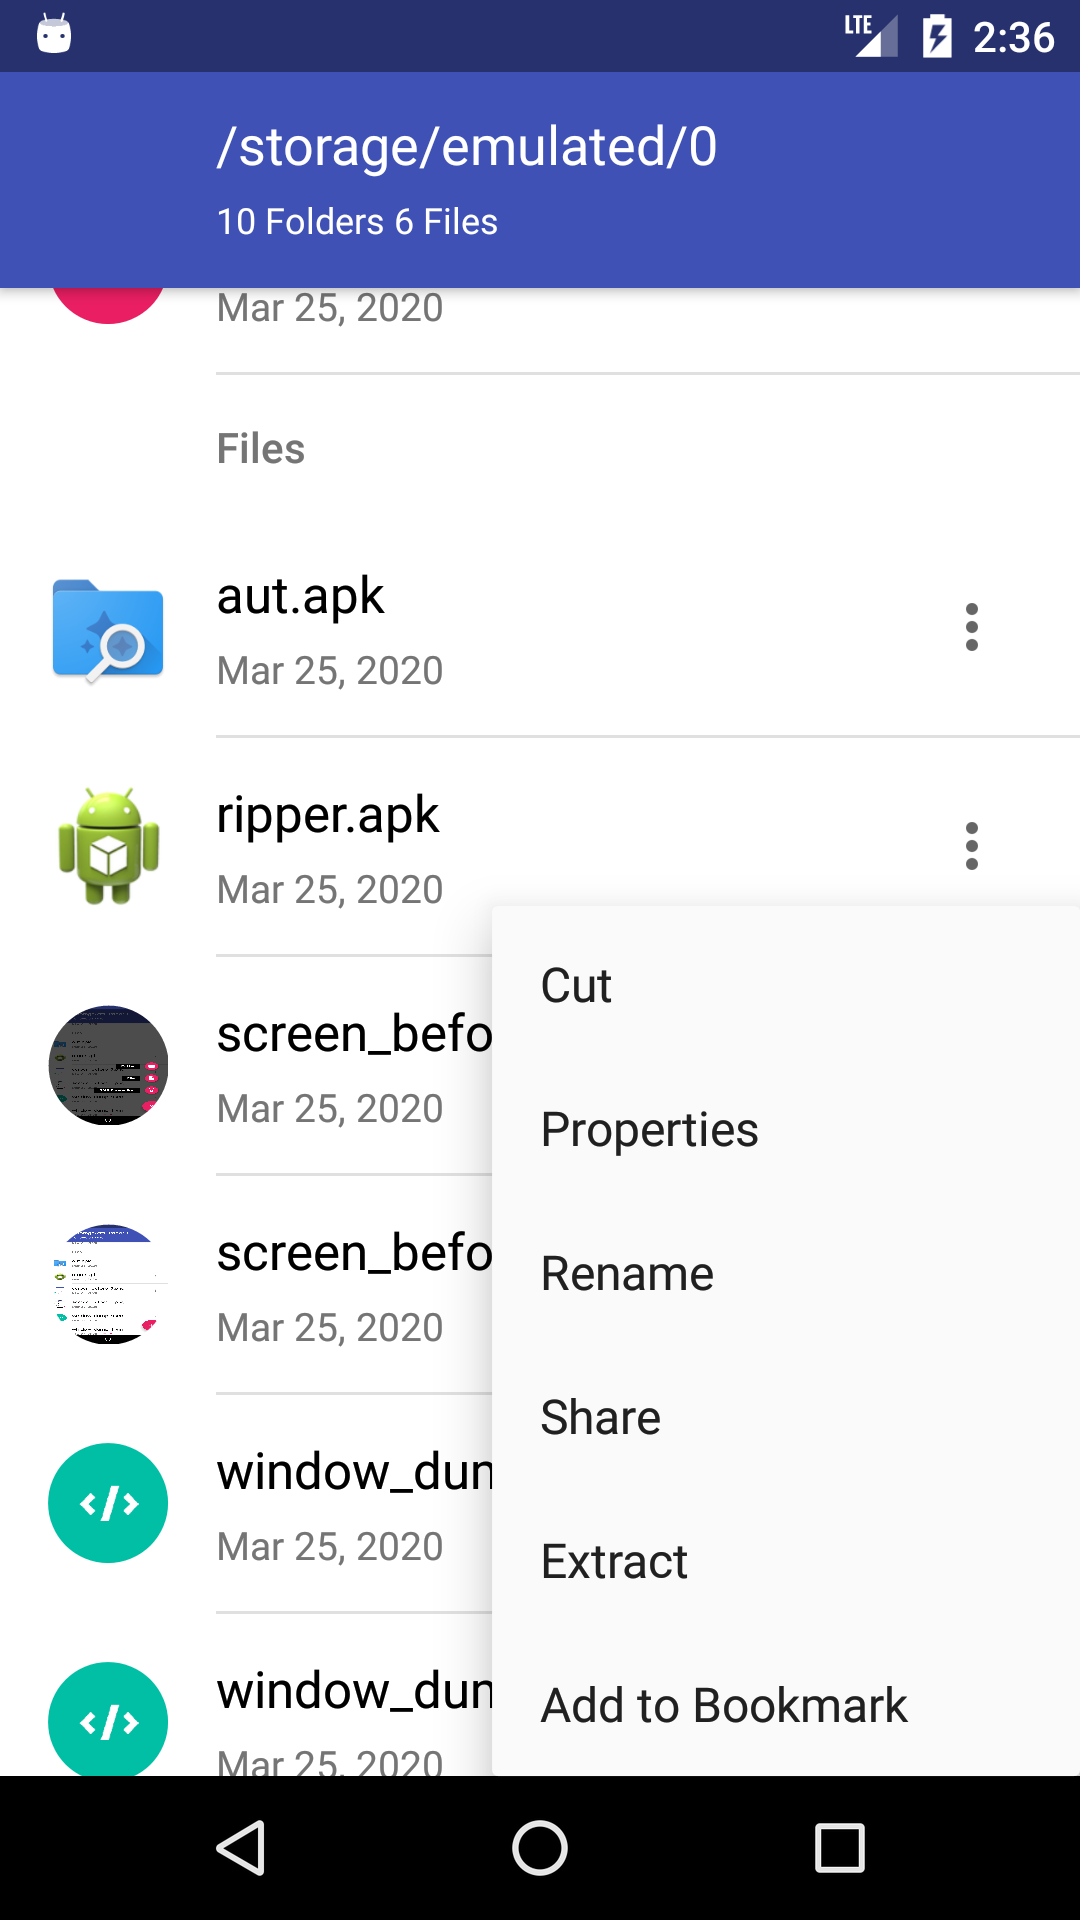 LTE 2:36
/storage/emulated/0
10 Folders 6 Files
Mar 25, 2020
Files
aut.apk
Mar 25, 2020
ripper.apk
Mar 25, 2020
screen_befo
Mar 25, 2020
screen_befo
Mar 25, 2020
window_dum
Mar 25, 2020
window_dum
Mar 25, 2020
Cut
Properties
Rename
Share
Extract
Add to Bookmark